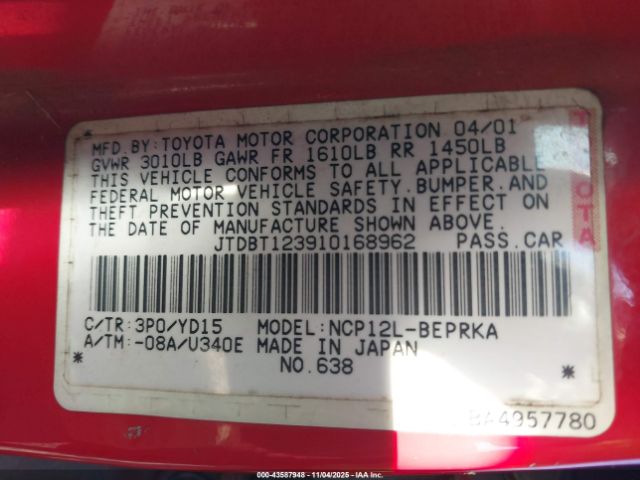 MFD.BY:TOYOTA MOTOR CORPORATION 04/01
GVWR 3010LB GAWR FR 1610LB RR 1450LB
THIS VEHICLE CONFORMS TO ALL APPLICABLE
FEDERAL MOTOR VEHICLE SAFETY.BUMPER.AND
THEFT PREVENTION STANDARDS IN EFFECT ON
THE DATE OF MANUFACTURE SHOWN ABOVE.
JTDBT123910168962 PASS.CAR
C/TR:3P0/YD15 MODEL:NCP12L-BEPRKA
A/TM:-08A/U340E MADE IN JAPAN
* NO.638 *
BA4957780
000-43587948 - 11/04/2025 - IAA, Inc.